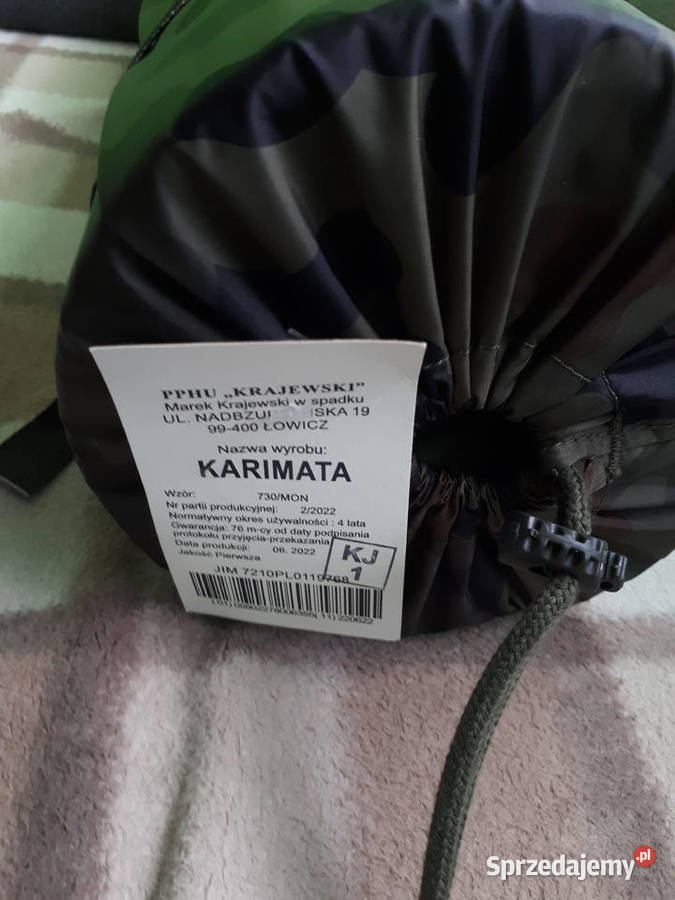 PPHU „KRAJEWSKI”
Marek Krajewski w spadku
UL. NADBZU SKA 19
99-400 ŁOWICZ
Nazwa wyrobu:
KARIMATA
Wzór: 730/MON
Nr partii produkcyjnej: 2/2022
Normatywny okres używalności : 4 lata
Gwarancja: 76 m-cy od daty podpisania
protokołu przyjęcia-przekazania
Data produkcji: 06. 2022
Jakość Pierwsza
KJ
1
JIM 7210PL0119768
(11) 220622
Sprzedajemy.pl